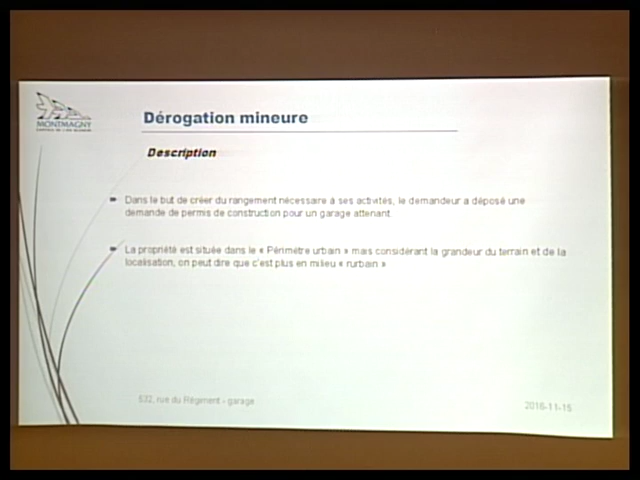 MONTMAGNY
Dérogation mineure
Description
Dans le but de créer du rangement nécessaire à ses activités, le demandeur a déposé une
demande de permis de construction pour un garage attenant
La propriété est située dans le « Périmètre urbain » mais considérant la grandeur du terrain et de la
localisation, on peut dire que c'est plus en milieu « rurbain »
532, rue du Régiment - garage
2016-11-15